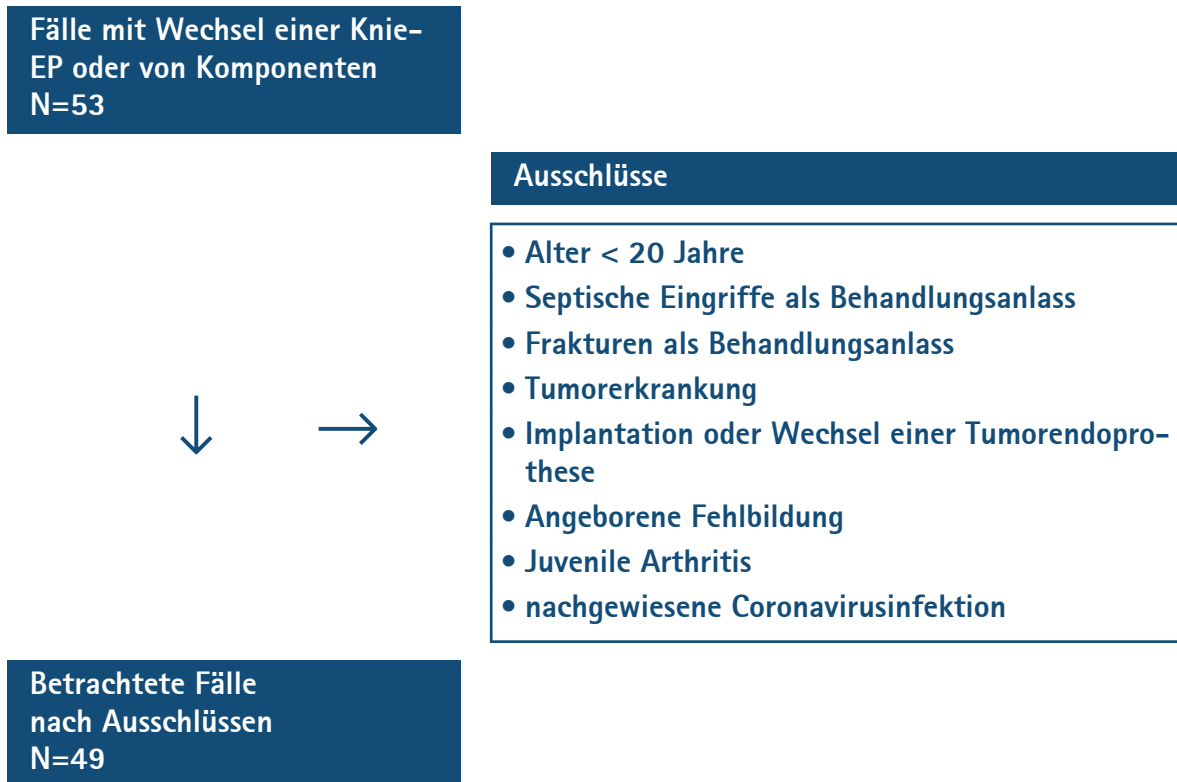 Fälle mit Wechsel einer Knie-
EP oder von Komponenten
N=53
Ausschlüsse
• Alter < 20 Jahre
• Septische Eingriffe als Behandlungsanlass
• Frakturen als Behandlungsanlass
• Tumorerkrankung
• Implantation oder Wechsel einer Tumorendopro-
these
• Angeborene Fehlbildung
• Juvenile Arthritis
• nachgewiesene Coronavirusinfektion
↓ →
Betrachtete Fälle
nach Ausschlüssen
N=49